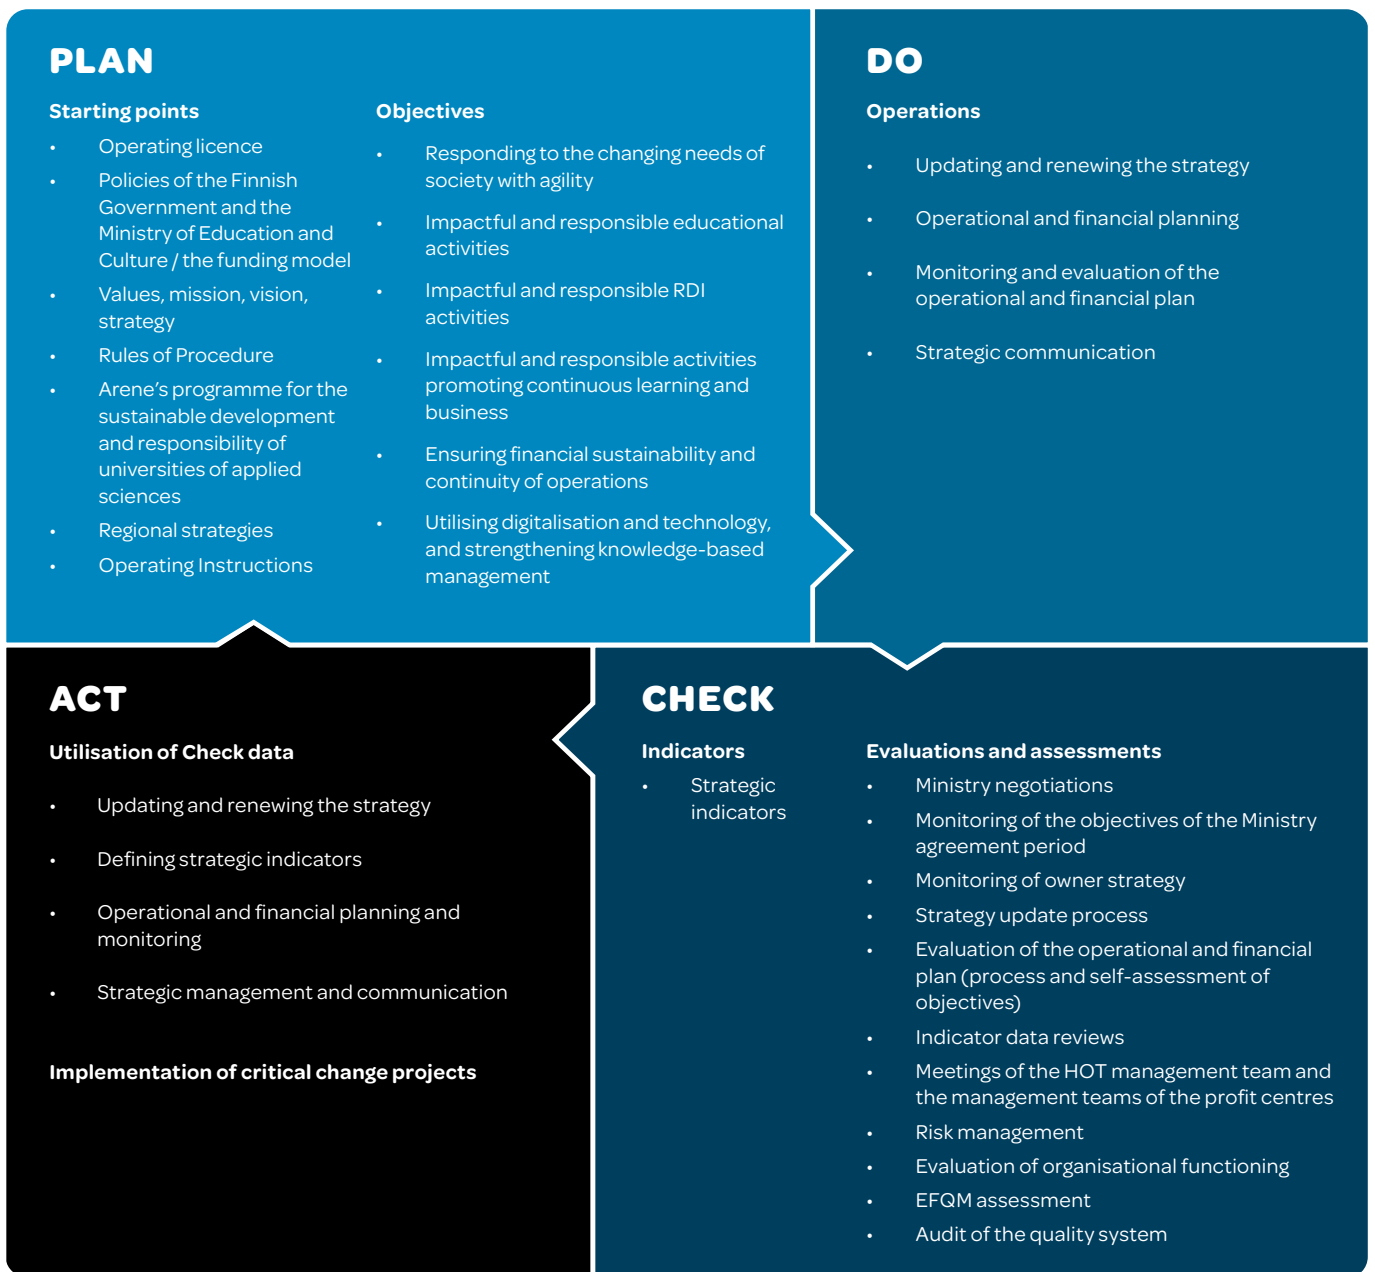 PLAN
Starting points
• Operating licence
• Policies of the Finnish
Government and the
Ministry of Education and
Culture / the funding model
• Values, mission, vision,
strategy
• Rules of Procedure
• Arene's programme for the
sustainable development
and responsibility of
universities of applied
sciences
• Regional strategies
• Operating Instructions
Objectives
• Responding to the changing needs of
society with agility
• Impactful and responsible educational
activities
• Impactful and responsible RDI
activities
• Impactful and responsible activities
promoting continuous learning and
business
• Ensuring financial sustainability and
continuity of operations
• Utilising digitalisation and technology,
and strengthening knowledge-based
management
DO
Operations
• Updating and renewing the strategy
• Operational and financial planning
• Monitoring and evaluation of the
operational and financial plan
• Strategic communication
ACT
Utilisation of Check data
• Updating and renewing the strategy
• Defining strategic indicators
• Operational and financial planning and
monitoring
• Strategic management and communication
Implementation of critical change projects
CHECK
Indicators
• Strategic
indicators
Evaluations and assessments
• Ministry negotiations
• Monitoring of the objectives of the Ministry
agreement period
• Monitoring of owner strategy
• Strategy update process
• Evaluation of the operational and financial
plan (process and self-assessment of
objectives)
• Indicator data reviews
• Meetings of the HOT management team and
the management teams of the profit centres
• Risk management
• Evaluation of organisational functioning
• EFQM assessment
• Audit of the quality system